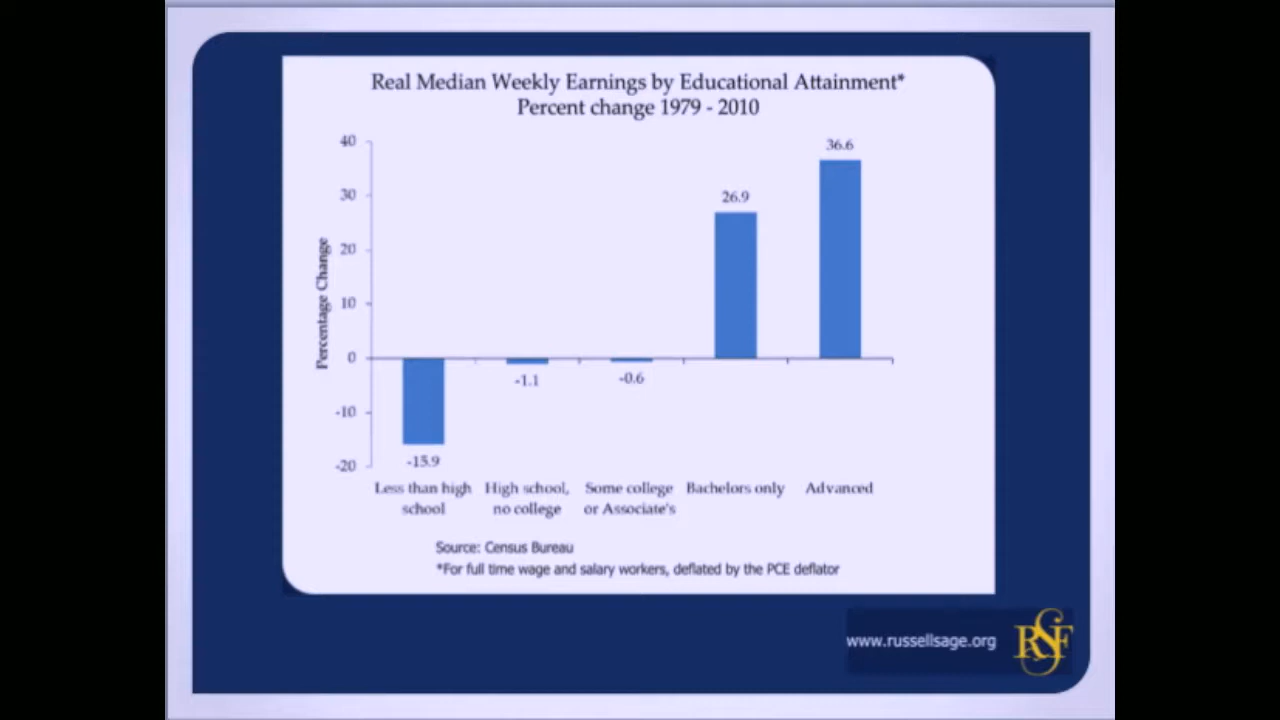 Real Median Weekly Earnings by Educational Attainment*
Percent change 1979 - 2010
Percentage Change
40
30
20
10
0
-10
-20
-15.9
-1.1
-0.6
26.9
36.6
Less than high school
High school, no college
Some college or Associate's
Bachelors only
Advanced
Source: Census Bureau
*For full time wage and salary workers, deflated by the PCE deflator
www.russellsage.org
RSF